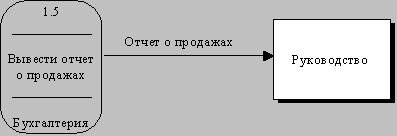 1.5
Вывести отчет
о продажах
Бухгалтерия
Отчет о продажах
Руководство